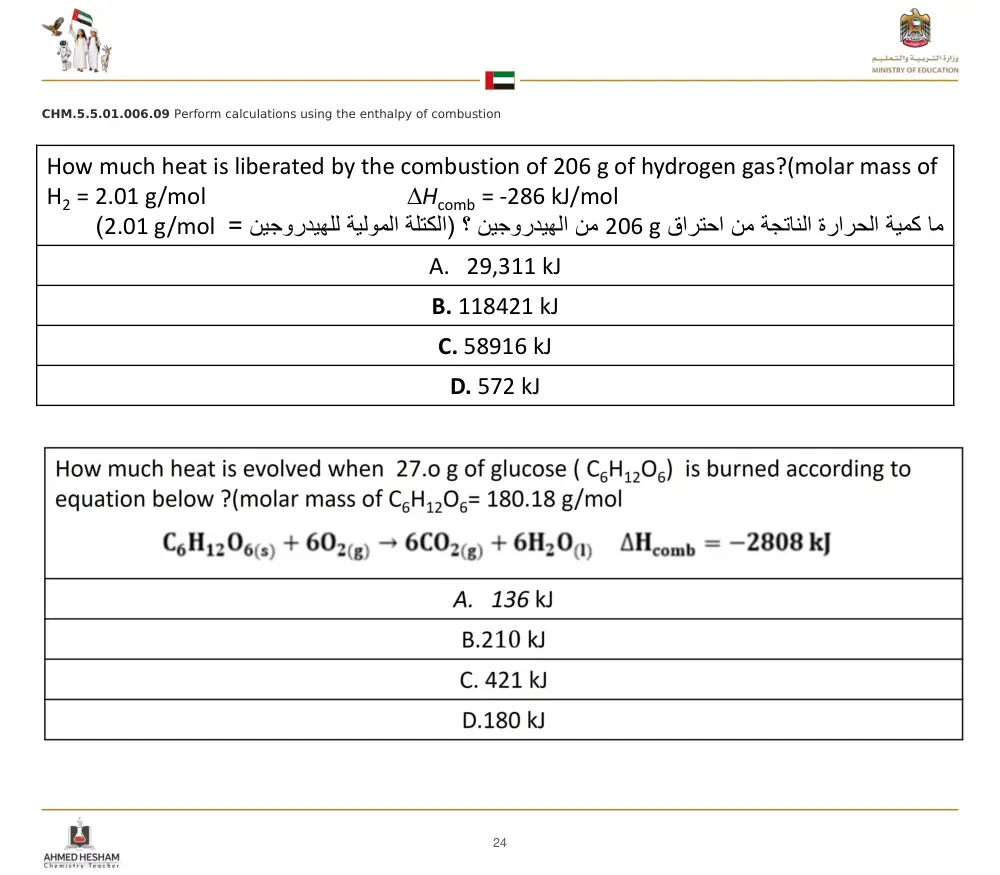 وزارة التربية والتعليم
MINISTRY OF EDUCATION
CHM.5.5.01.006.09 Perform calculations using the enthalpy of combustion
How much heat is liberated by the combustion of 206 g of hydrogen gas?(molar mass of
H₂ = 2.01 g/mol ΔHcomb = -286 kJ/mol
ما كمية الحرارة الناتجة من احتراق 206 g من الهيدروجين ؟ (الكتلة المولية للهيدروجين = 2.01 g/mol)
A. 29,311 kJ
B. 118421 kJ
C. 58916 kJ
D. 572 kJ
How much heat is evolved when 27.o g of glucose ( C₆H₁₂O₆) is burned according to
equation below ?(molar mass of C₆H₁₂O₆= 180.18 g/mol
C₆H₁₂O₆(s) + 6O₂(g) → 6CO₂(g) + 6H₂O(l) ΔHcomb = −2808 kJ
A. 136 kJ
B.210 kJ
C. 421 kJ
D.180 kJ
24
AHMED HESHAM
Chemistry Teacher